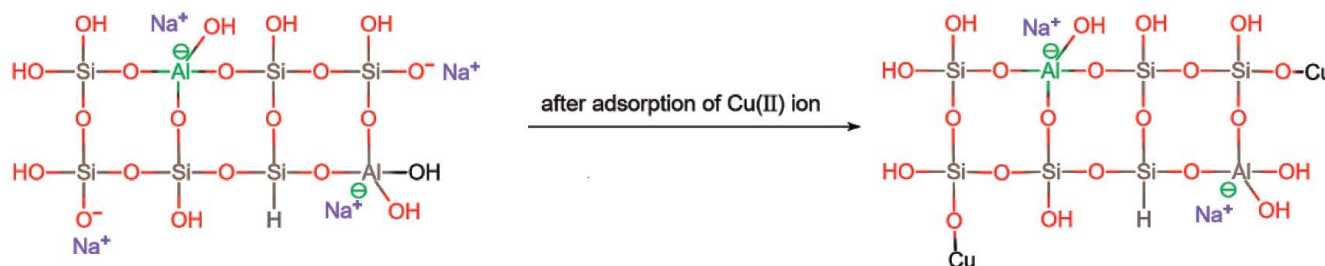 OH Na⁺ OH OH OH OH Na⁺ OH OH OH
⊖ ⊖
HO Si O Al O Si O Si O⁻ Na⁺ HO Si O Al O Si O Si O Cu
after adsorption of Cu(II) ion
O O O O O O O O
HO Si O Si O Si O Al OH HO Si O Si O Si O Al OH
⊖ ⊖
O⁻ OH H Na⁺ OH O OH H Na⁺ OH
Na⁺ Cu